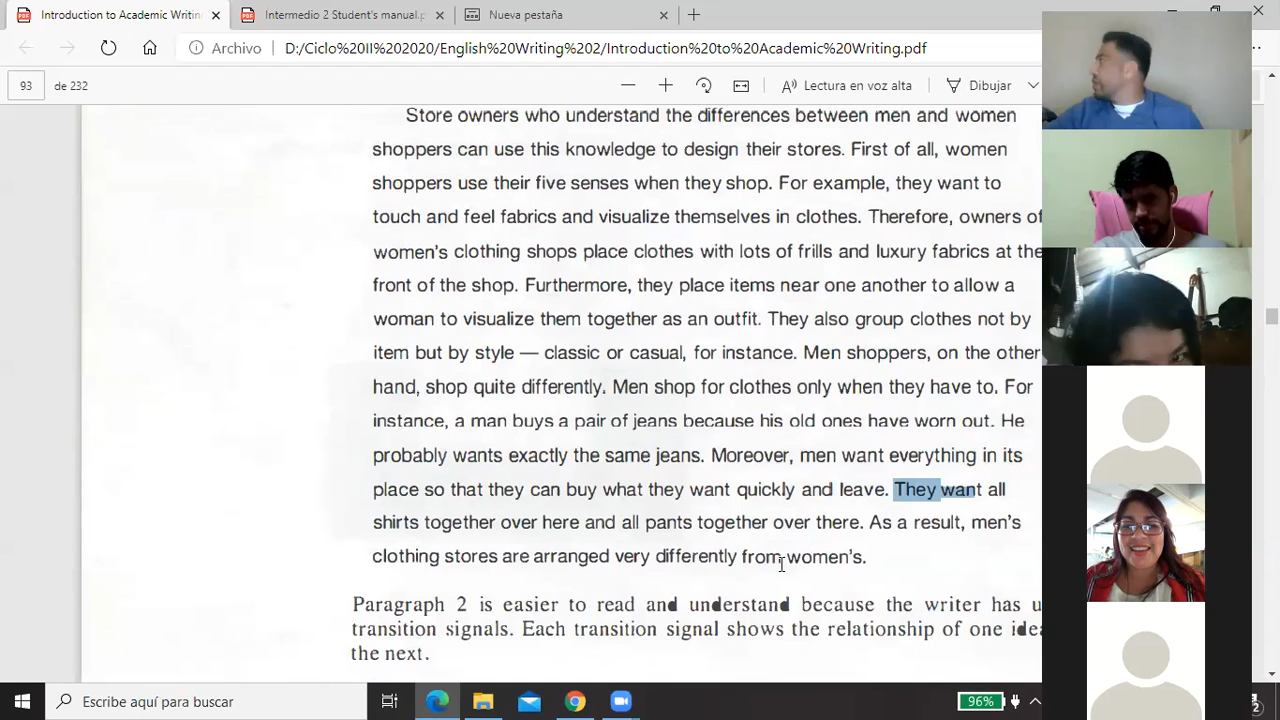 Introduction to Academic Writin
Intermedio 2 Student's manual.p
Nueva pestaña
Archivo
D:/Ciclo%20II%202020/English%20Writing%202/Introduction%20to%20Academic%20Writing.pdf
93 de 232
Lectura en voz alta
Dibujar
Store owners who understand the differences between men and women
shoppers can use this knowledge to design their stores. First of all, women
shoppers use their five senses when they shop. For example, they want to
touch and feel fabrics and visualize themselves in clothes. Therefore, owners of
women's clothing shops place clothes with lots of frills and luxury fabrics at the
front of the shop. Furthermore, they place items near one another to allow a
woman to visualize them together as an outfit. They also group clothes not by
item but by style — classic or casual, for instance. Men shoppers, on the other
hand, shop quite differently. Men shop for clothes only when they have to. For
instance, a man buys a pair of jeans because his old ones have worn out. He
probably wants exactly the same jeans. Moreover, men want everything in its
place so that they can buy what they want quickly and leave. They want all
shirts together over here and all pants together over there. As a result, men's
clothing stores are arranged very differently from women's.
Paragraph 2 is easier to read and understand because the writer has u
transition signals. Each transition signal shows the relationship of one idea
the next.
Escribe aquí para buscar
96%